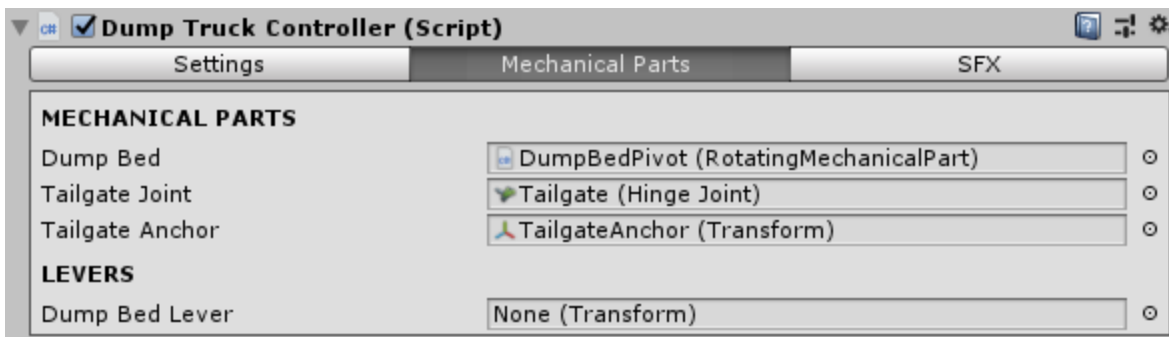 Dump Truck Controller (Script)
Settings Mechanical Parts SFX
MECHANICAL PARTS
Dump Bed DumpBedPivot (RotatingMechanicalPart)
Tailgate Joint Tailgate (Hinge Joint)
Tailgate Anchor TailgateAnchor (Transform)
LEVERS
Dump Bed Lever None (Transform)